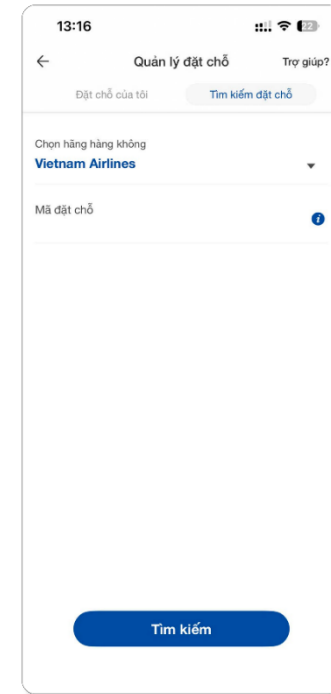 13:16
22
Quản lý đặt chỗ
Trợ giúp?
Đặt chỗ của tôi
Tìm kiếm đặt chỗ
Chọn hãng hàng không
Vietnam Airlines
Mã đặt chỗ
i
Tìm kiếm